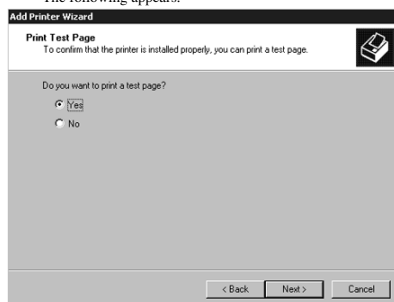 The following appears:
Add Printer Wizard
Print Test Page
To confirm that the printer is installed properly, you can print a test page.
Do you want to print a test page?
Yes
No
< Back Next > Cancel